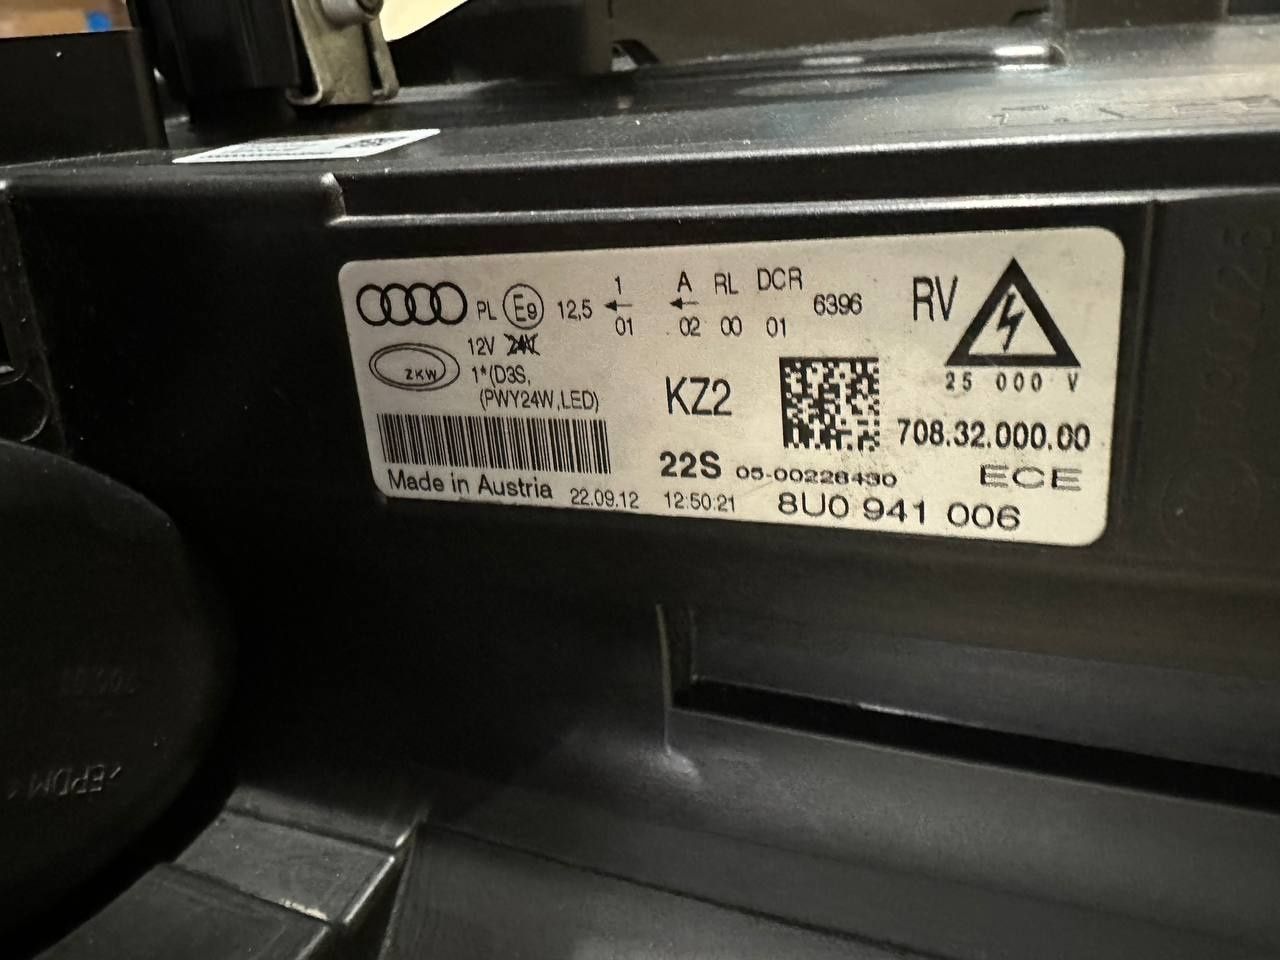 PL E9 12,5 1 A RL DCR 6396 RV
01 02 00 01
12V 24V
ZKW 1*(D3S,
(PWY24W,LED)
25 000 V
KZ2
708.32.000.00
22S 05-00228430 ECE
Made in Austria 22.09.12 12:50:21 8U0 941 006
>EPDM<